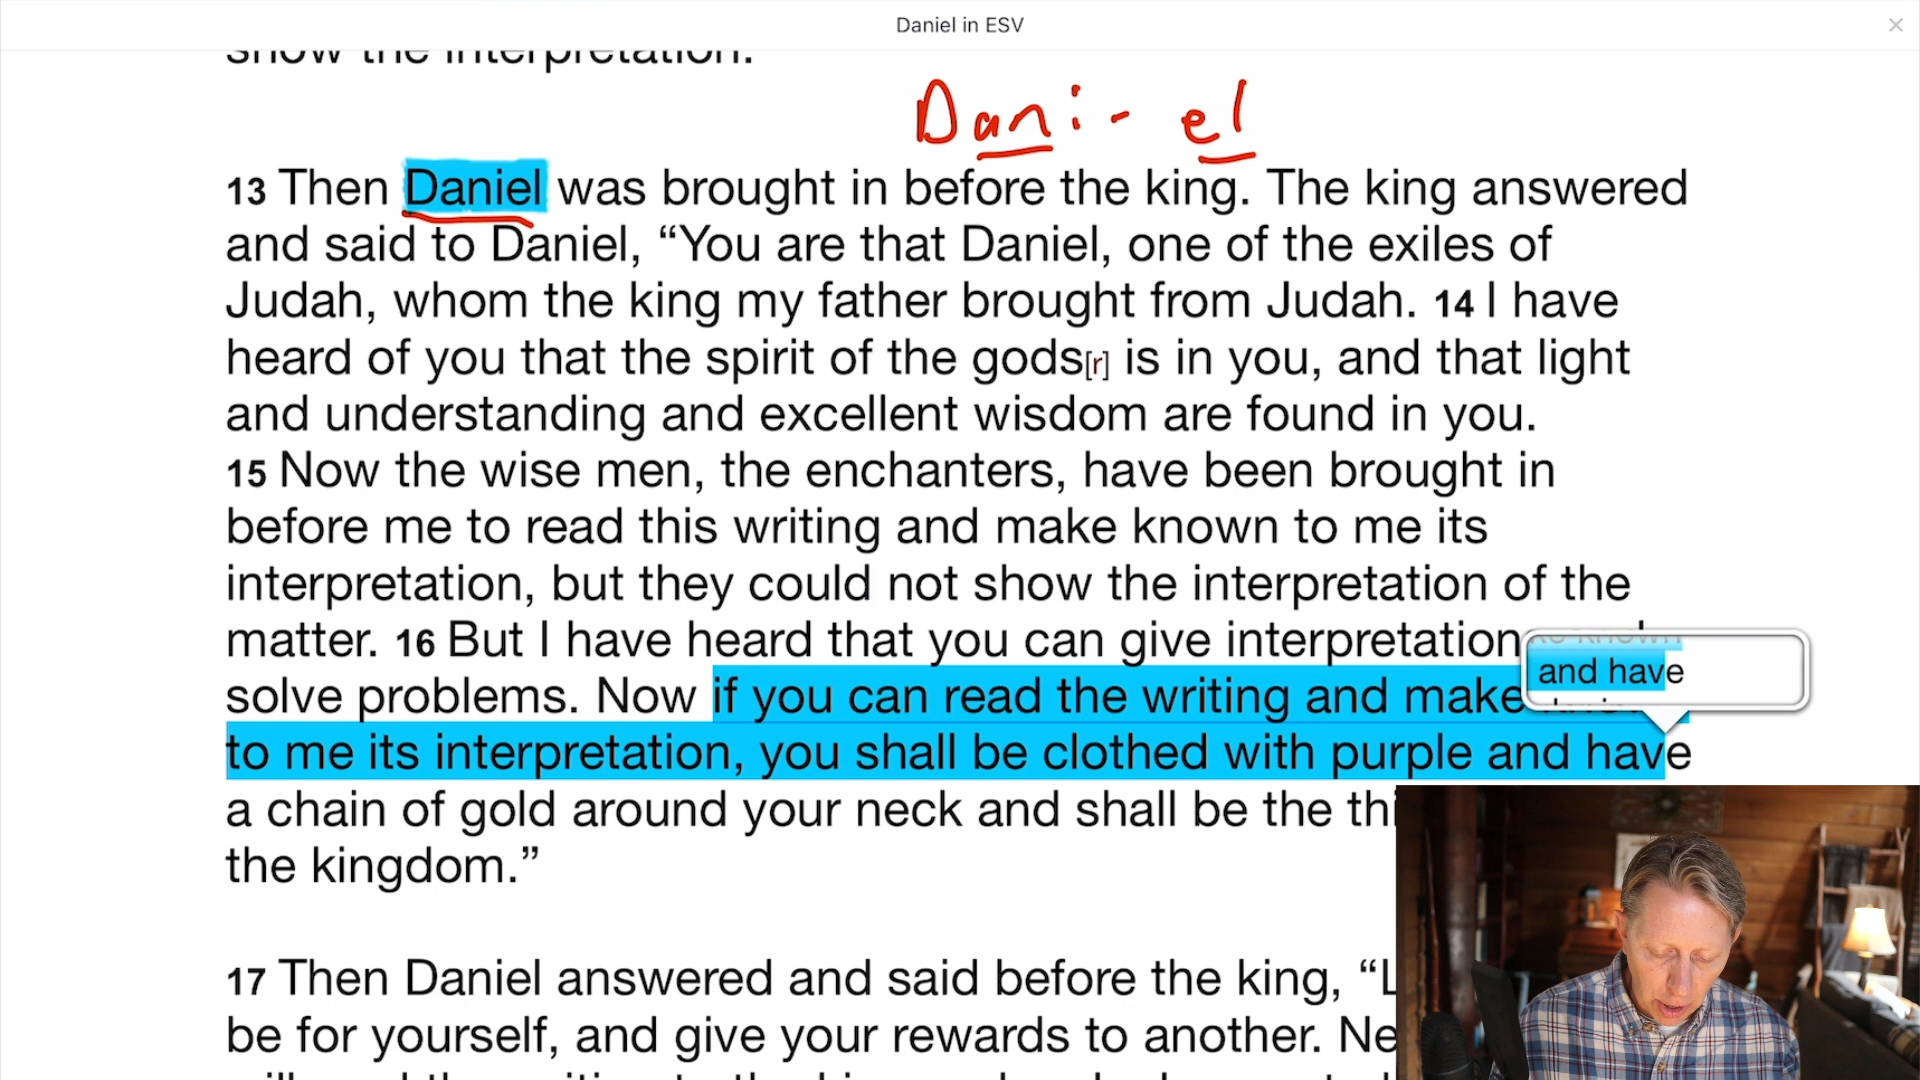 Daniel in ESV
show the interpretation.
Dani- el
13 Then Daniel was brought in before the king. The king answered
and said to Daniel, “You are that Daniel, one of the exiles of
Judah, whom the king my father brought from Judah. 14 I have
heard of you that the spirit of the gods[r] is in you, and that light
and understanding and excellent wisdom are found in you.
15 Now the wise men, the enchanters, have been brought in
before me to read this writing and make known to me its
interpretation, but they could not show the interpretation of the
matter. 16 But I have heard that you can give interpretation
and have
solve problems. Now if you can read the writing and make
to me its interpretation, you shall be clothed with purple and have
a chain of gold around your neck and shall be the
the kingdom.”
17 Then Daniel answered and said before the king,
be for yourself, and give your rewards to another.